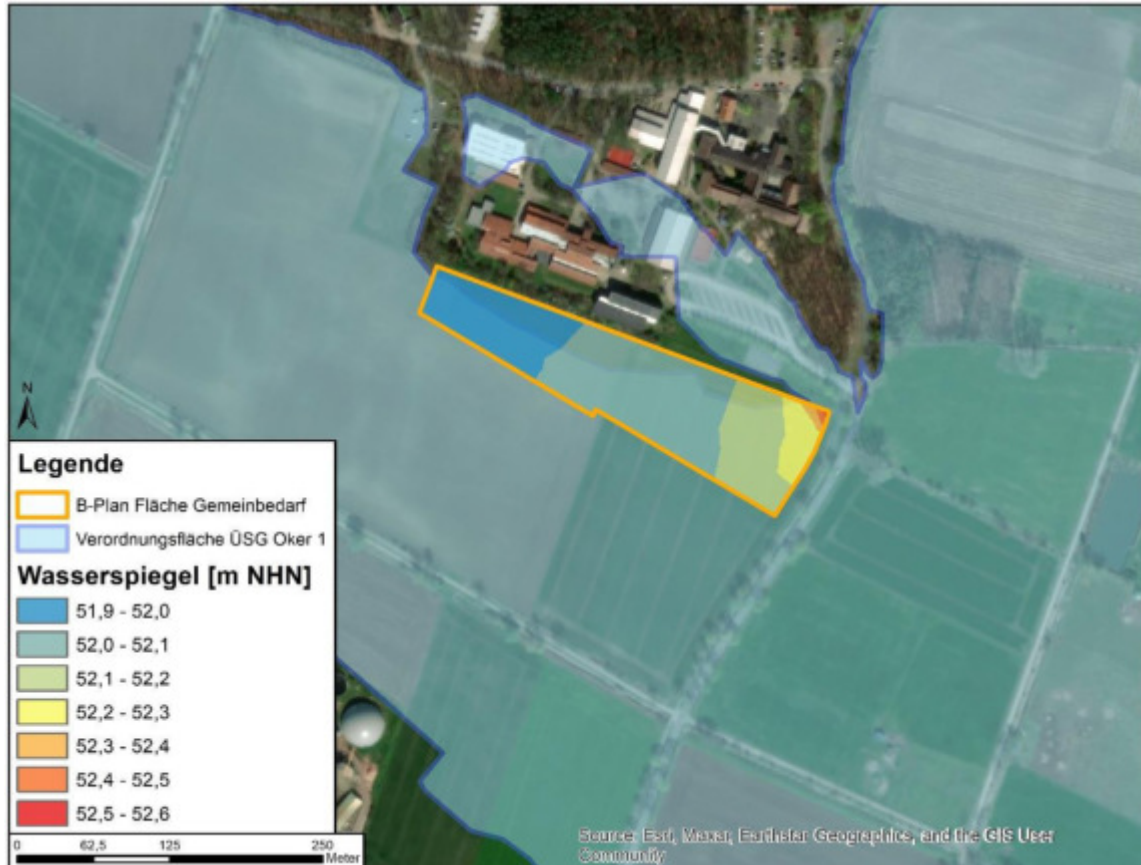 N
Legende
B-Plan Fläche Gemeinbedarf
Verordnungsfläche ÜSG Oker 1
Wasserspiegel [m NHN]
51,9 - 52,0
52,0 - 52,1
52,1 - 52,2
52,2 - 52,3
52,3 - 52,4
52,4 - 52,5
52,5 - 52,6
0 62,5 125 250
Meter
Source: Esri, Maxar, Earthstar Geographics, and the GIS User
Community